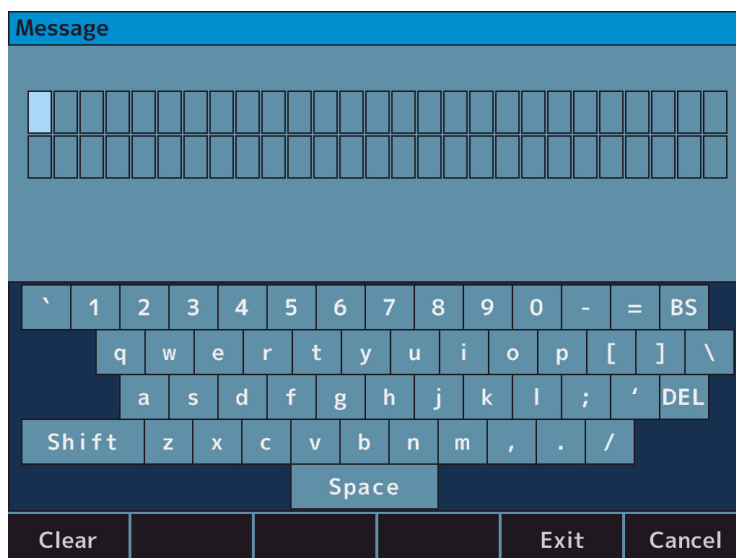 Message
` 1 2 3 4 5 6 7 8 9 0 - = BS
q w e r t y u i o p [ ] \
a s d f g h j k l ; ‘ DEL
Shift z x c v b n m , . /
Space
Clear Exit Cancel